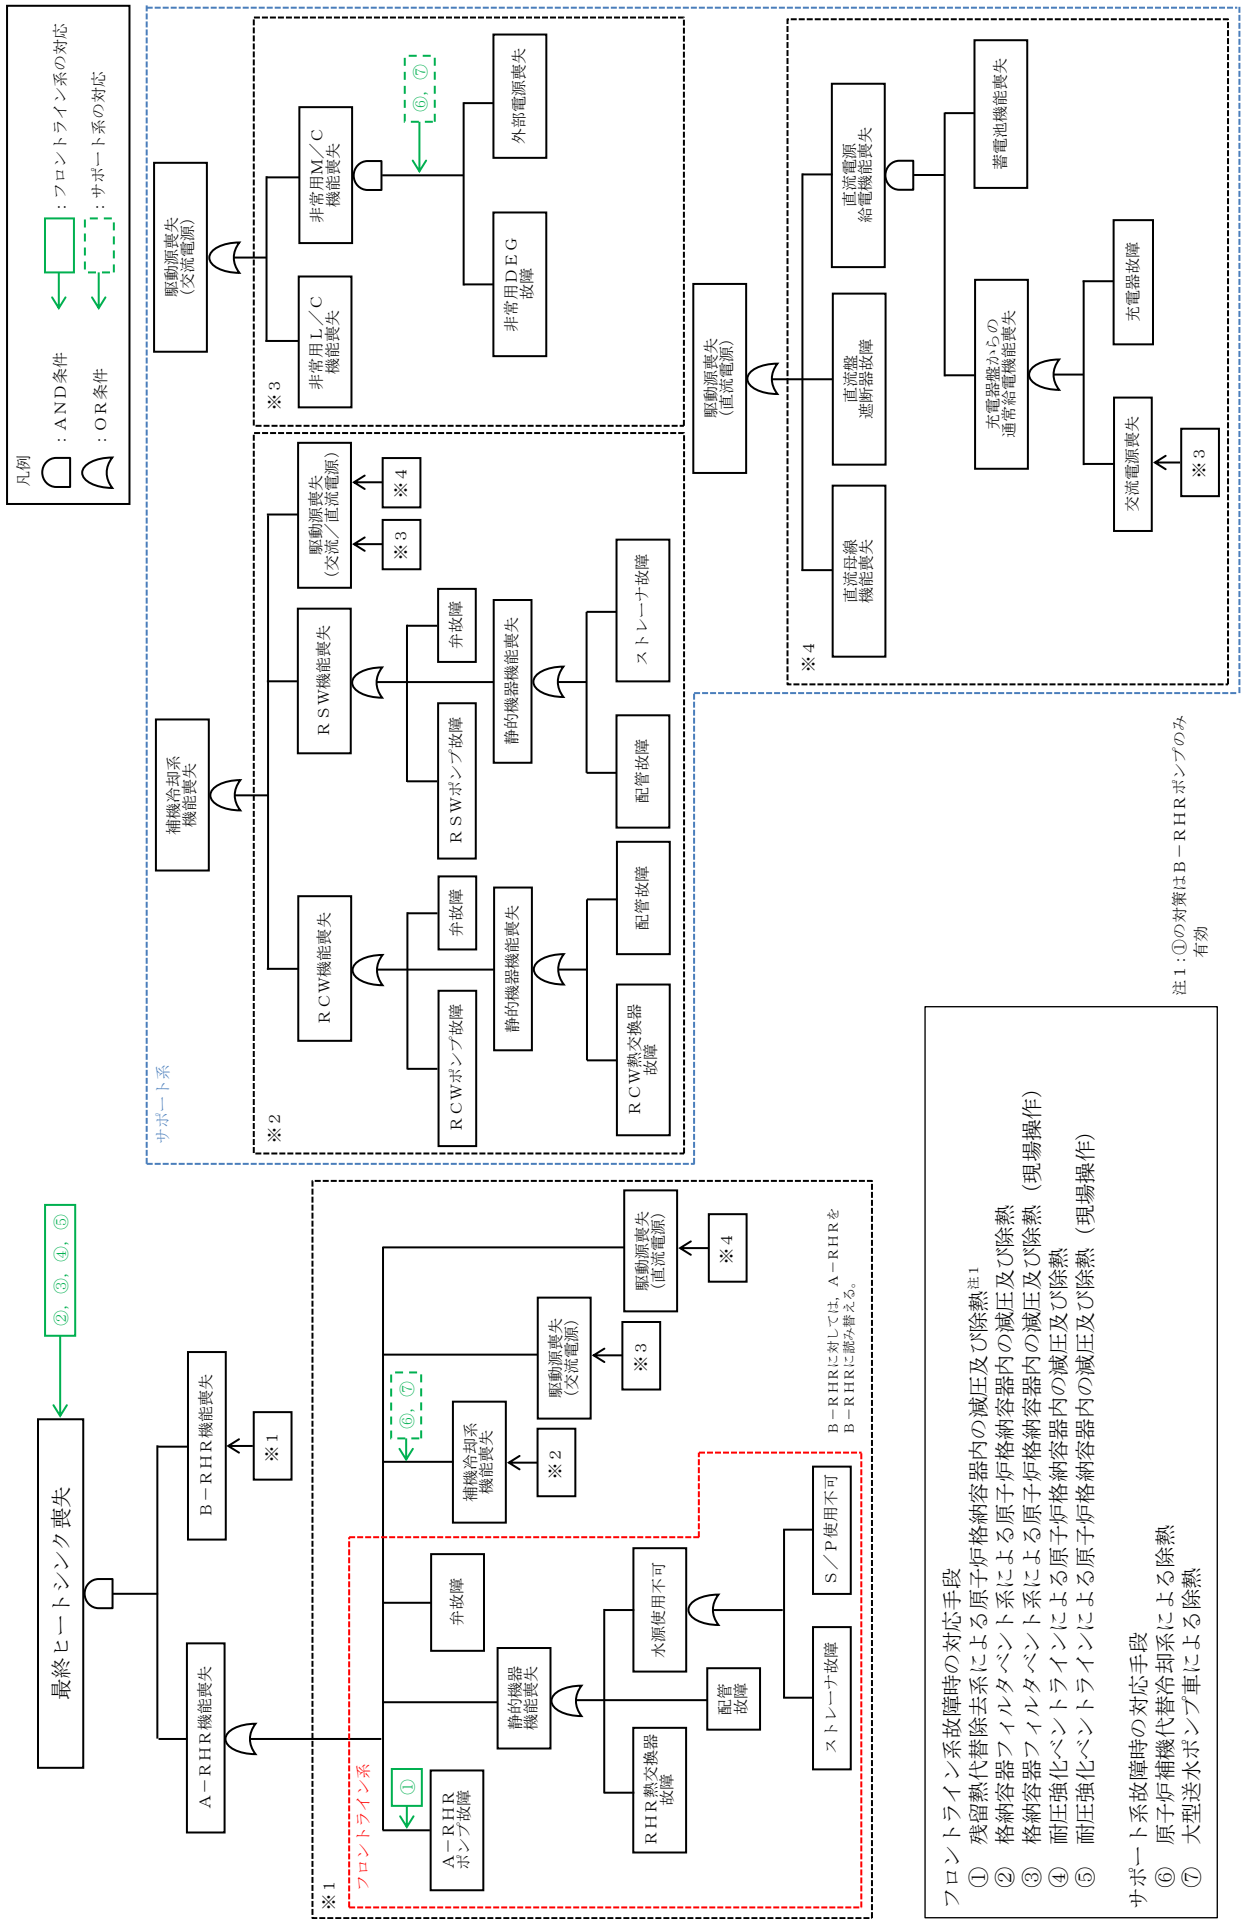 凡例
：AND条件
：OR条件
：フロントライン系の対応
：サポート系の対応
最終ヒートシンク喪失
②，③，④，⑤
A－RHR機能喪失
B－RHR機能喪失
※1
※1
フロントライン系
A－RHR
ポンプ故障
①
静的機器
機能喪失
弁故障
補機冷却系
機能喪失
⑥，⑦
※2
駆動源喪失
（交流電源）
※3
駆動源喪失
（直流電源）
※4
RHR熱交換器
故障
配管
故障
水源使用不可
ストレーナ故障
S／P使用不可
B－RHRに対しては，A－RHRを
B－RHRに読み替える。
サポート系
補機冷却系
機能喪失
※2
RCW機能喪失
RSW機能喪失
駆動源喪失
（交流／直流電源）
※3
※4
RCWポンプ故障
弁故障
静的機器機能喪失
RCW熱交換器
故障
配管故障
RSWポンプ故障
弁故障
静的機器機能喪失
配管故障
ストレーナ故障
駆動源喪失
（交流電源）
※3
非常用L／C
機能喪失
非常用M／C
機能喪失
⑥，⑦
非常用DEG
故障
外部電源喪失
駆動源喪失
（直流電源）
※4
直流母線
機能喪失
直流盤
遮断器故障
直流電源
給電機能喪失
充電器盤からの
通常給電機能喪失
蓄電池機能喪失
交流電源喪失
充電器故障
※3
フロントライン系故障時の対応手段
① 残留熱代替除去系による原子炉格納容器内の減圧及び除熱注1
② 格納容器フィルタベント系による原子炉格納容器内の減圧及び除熱
③ 格納容器フィルタベント系による原子炉格納容器内の減圧及び除熱（現場操作）
④ 耐圧強化ベントラインによる原子炉格納容器内の減圧及び除熱
⑤ 耐圧強化ベントラインによる原子炉格納容器内の減圧及び除熱（現場操作）
サポート系故障時の対応手段
⑥ 原子炉補機代替冷却系による除熱
⑦ 大型送水ポンプ車による除熱
注1：①の対策はB－RHRポンプのみ
有効